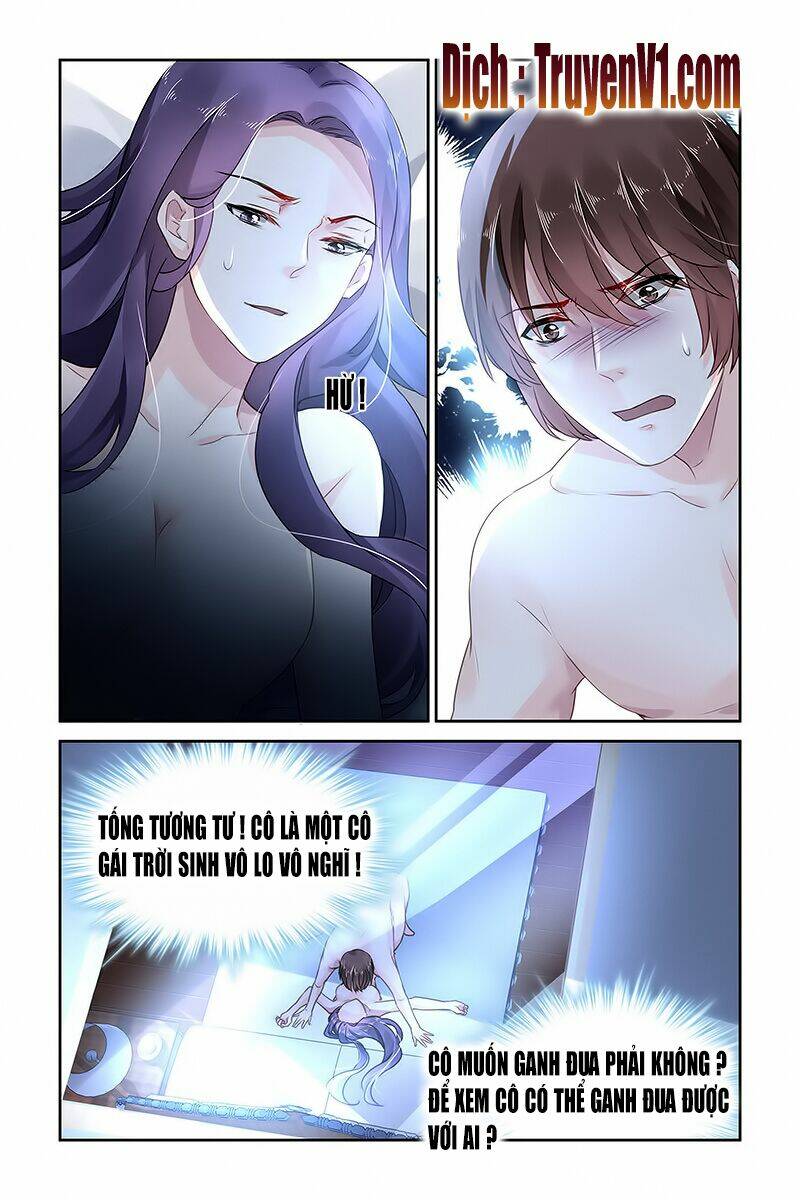 Dịch : TruyenV1.com
HỪ !
TỐNG TƯƠNG TƯ ! CÔ LÀ MỘT CÔ
GÁI TRỜI SINH VÔ LO VÔ NGHĨ !
CÔ MUỐN GANH ĐUA PHẢI KHÔNG ?
ĐỂ XEM CÔ CÓ THỂ GANH ĐUA ĐƯỢC
VỚI AI ?